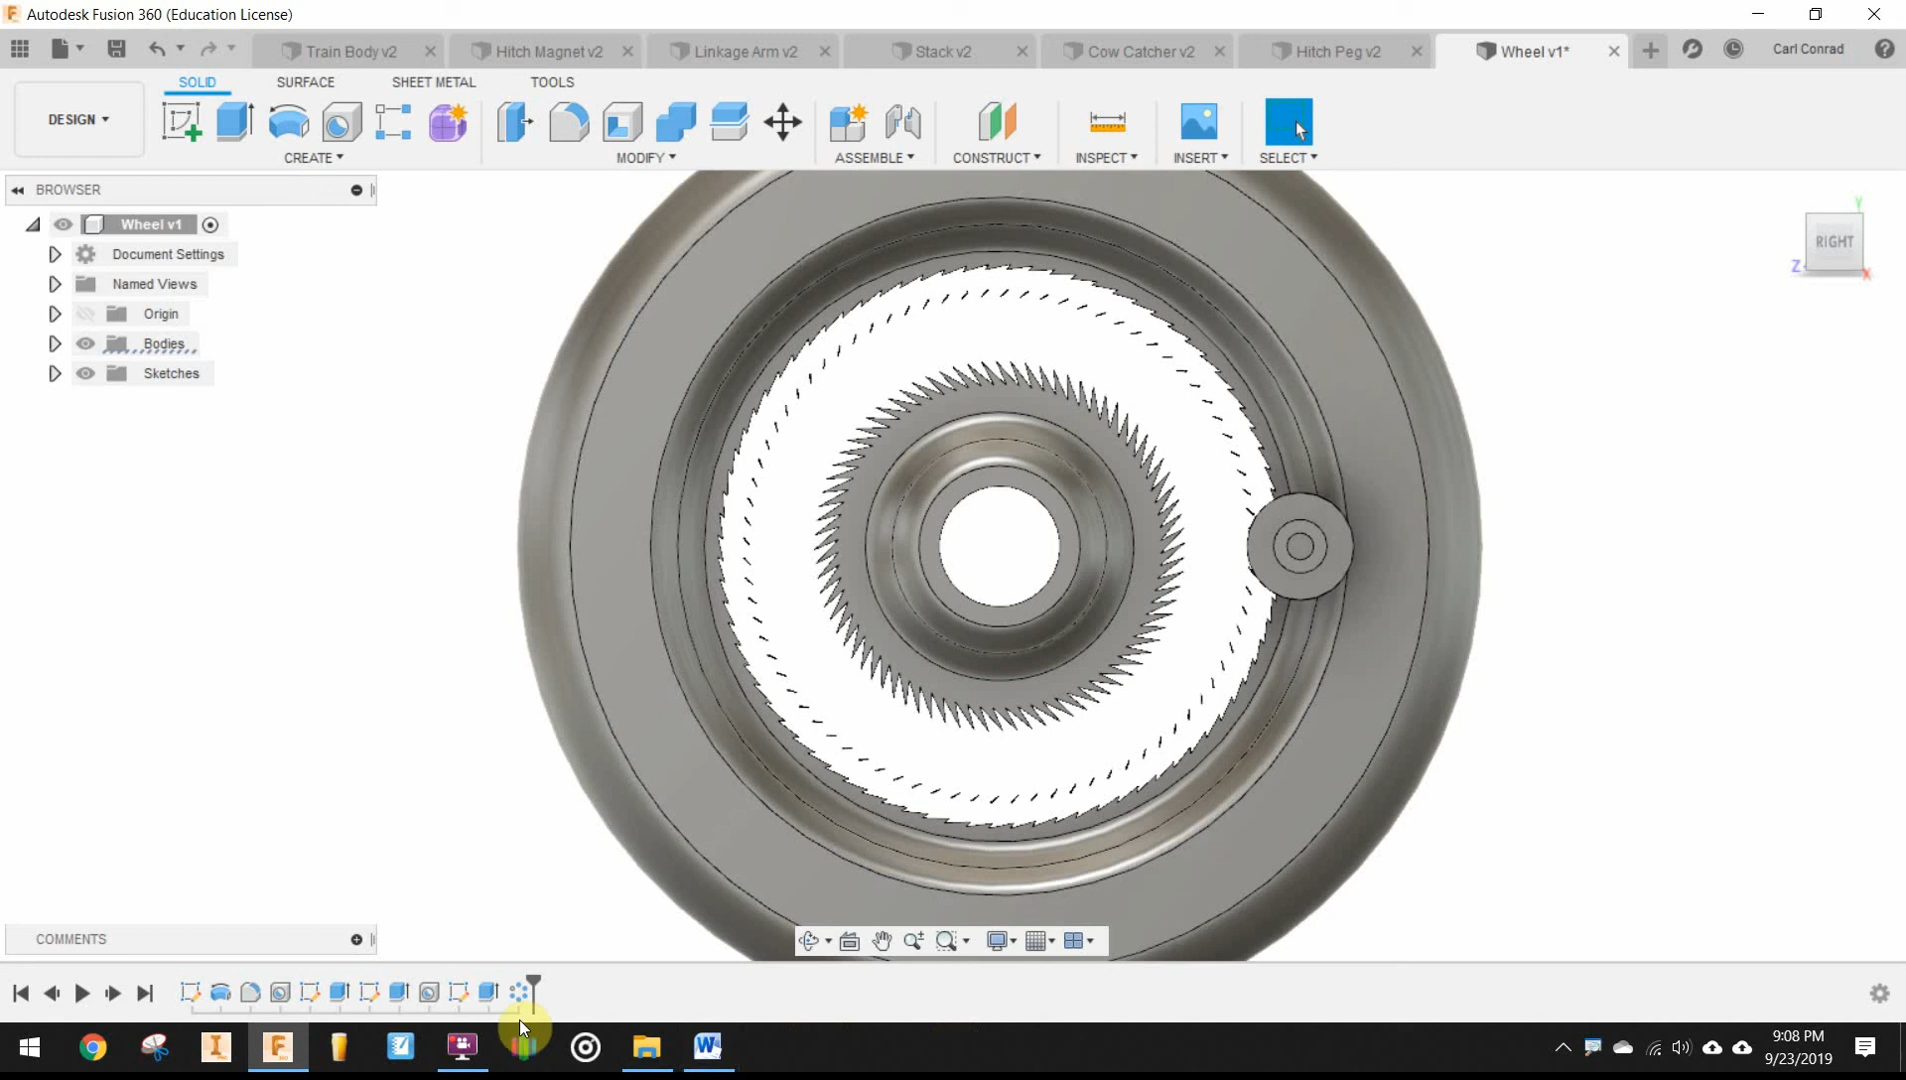 Autodesk Fusion 360 (Education License)
Train Body v2
Hitch Magnet v2
Linkage Arm v2
Stack v2
Cow Catcher v2
Hitch Peg v2
Wheel v1*
Carl Conrad
SOLID
SURFACE
SHEET METAL
TOOLS
DESIGN
CREATE
MODIFY
ASSEMBLE
CONSTRUCT
INSPECT
INSERT
SELECT
BROWSER
Wheel v1
Document Settings
Named Views
Origin
Bodies
Sketches
Y
RIGHT
Z
X
COMMENTS
9:08 PM
9/23/2019